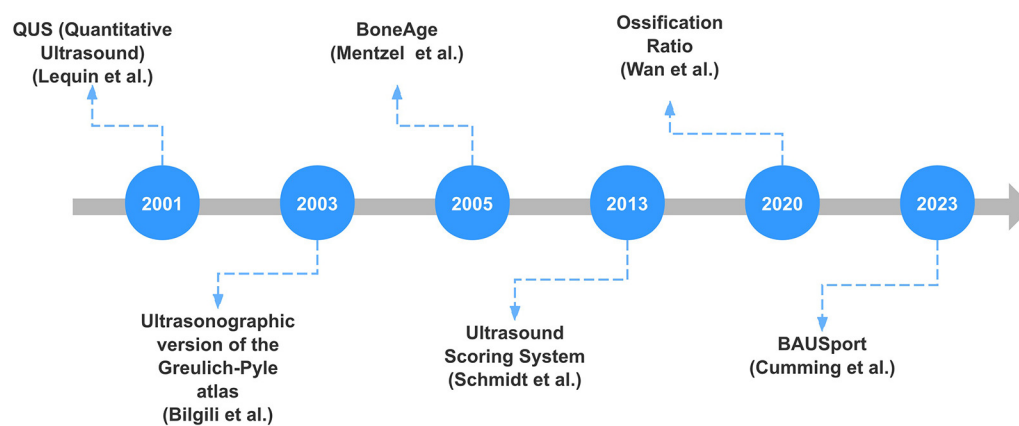 QUS (Quantitative
Ultrasound)
(Lequin et al.)
BoneAge
(Mentzel et al.)
Ossification
Ratio
(Wan et al.)
2001
2003
2005
2013
2020
2023
Ultrasonographic
version of the
Greulich-Pyle
atlas
(Bilgili et al.)
Ultrasound
Scoring System
(Schmidt et al.)
BAUSport
(Cumming et al.)